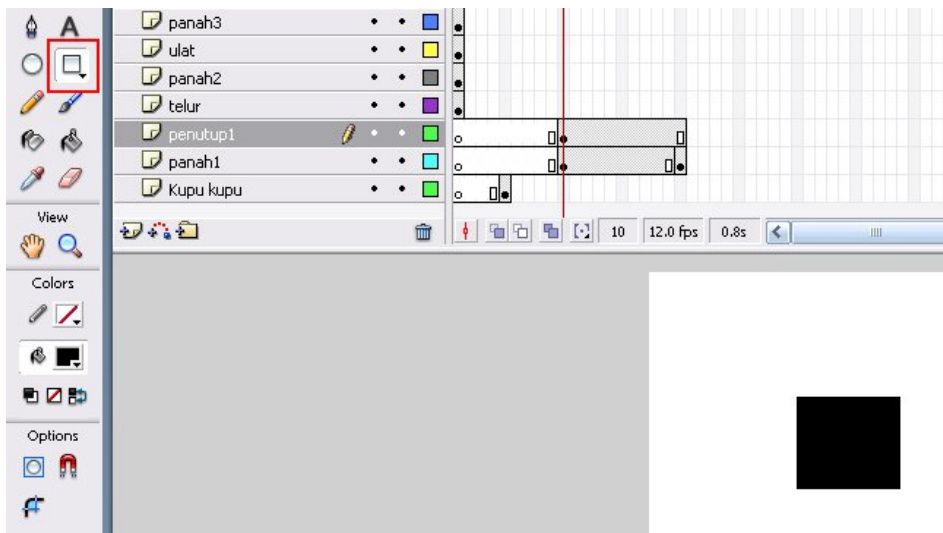 A
panah3
ulat
panah2
telur
penutup1
panah1
Kupu kupu
10 12.0 fps 0.8s
View
Colors
Options